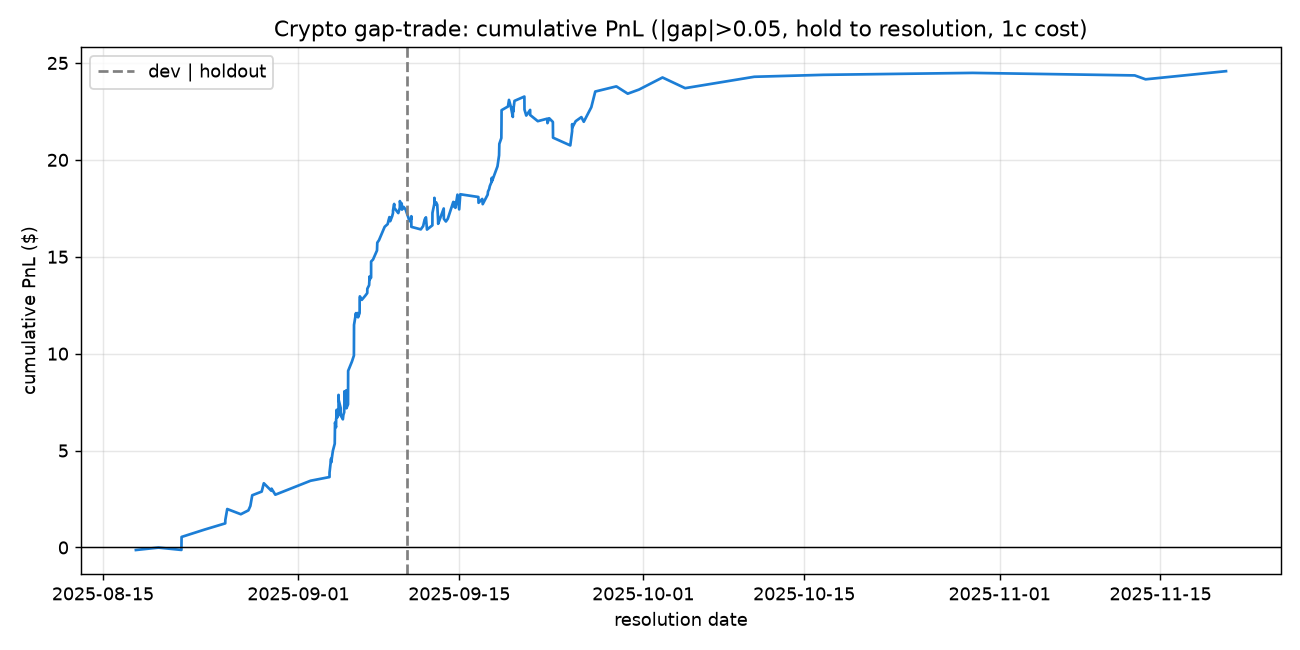 Crypto gap-trade: cumulative PnL (|gap|>0.05, hold to resolution, 1c cost)
dev | holdout
25
20
15
10
5
0
cumulative PnL ($)
2025-08-15 2025-09-01 2025-09-15 2025-10-01 2025-10-15 2025-11-01 2025-11-15
resolution date